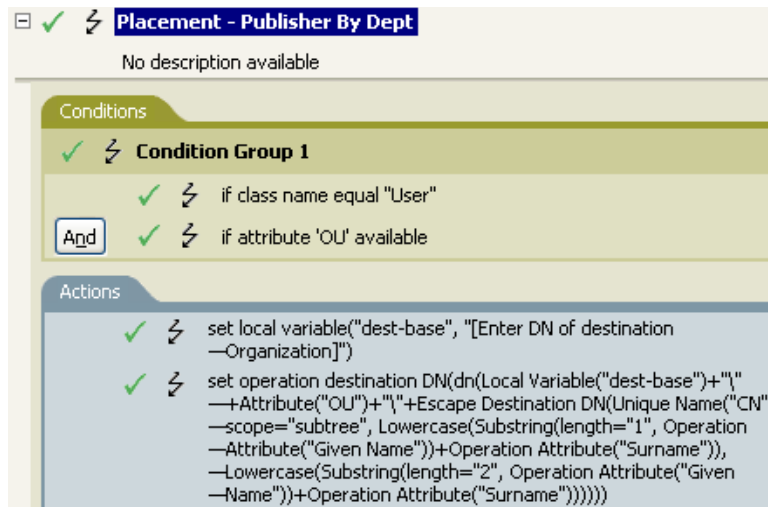 Placement - Publisher By Dept
No description available
Conditions
Condition Group 1
if class name equal "User"
And
if attribute 'OU' available
Actions
set local variable("dest-base", "[Enter DN of destination
—Organization]")
set operation destination DN(dn(Local Variable("dest-base")+"\"
—+Attribute("OU")+"\"+Escape Destination DN(Unique Name("CN"
—scope="subtree", Lowercase(Substring(length="1", Operation
—Attribute("Given Name"))+Operation Attribute("Surname")),
—Lowercase(Substring(length="2", Operation Attribute("Given
—Name"))+Operation Attribute("Surname"))))))